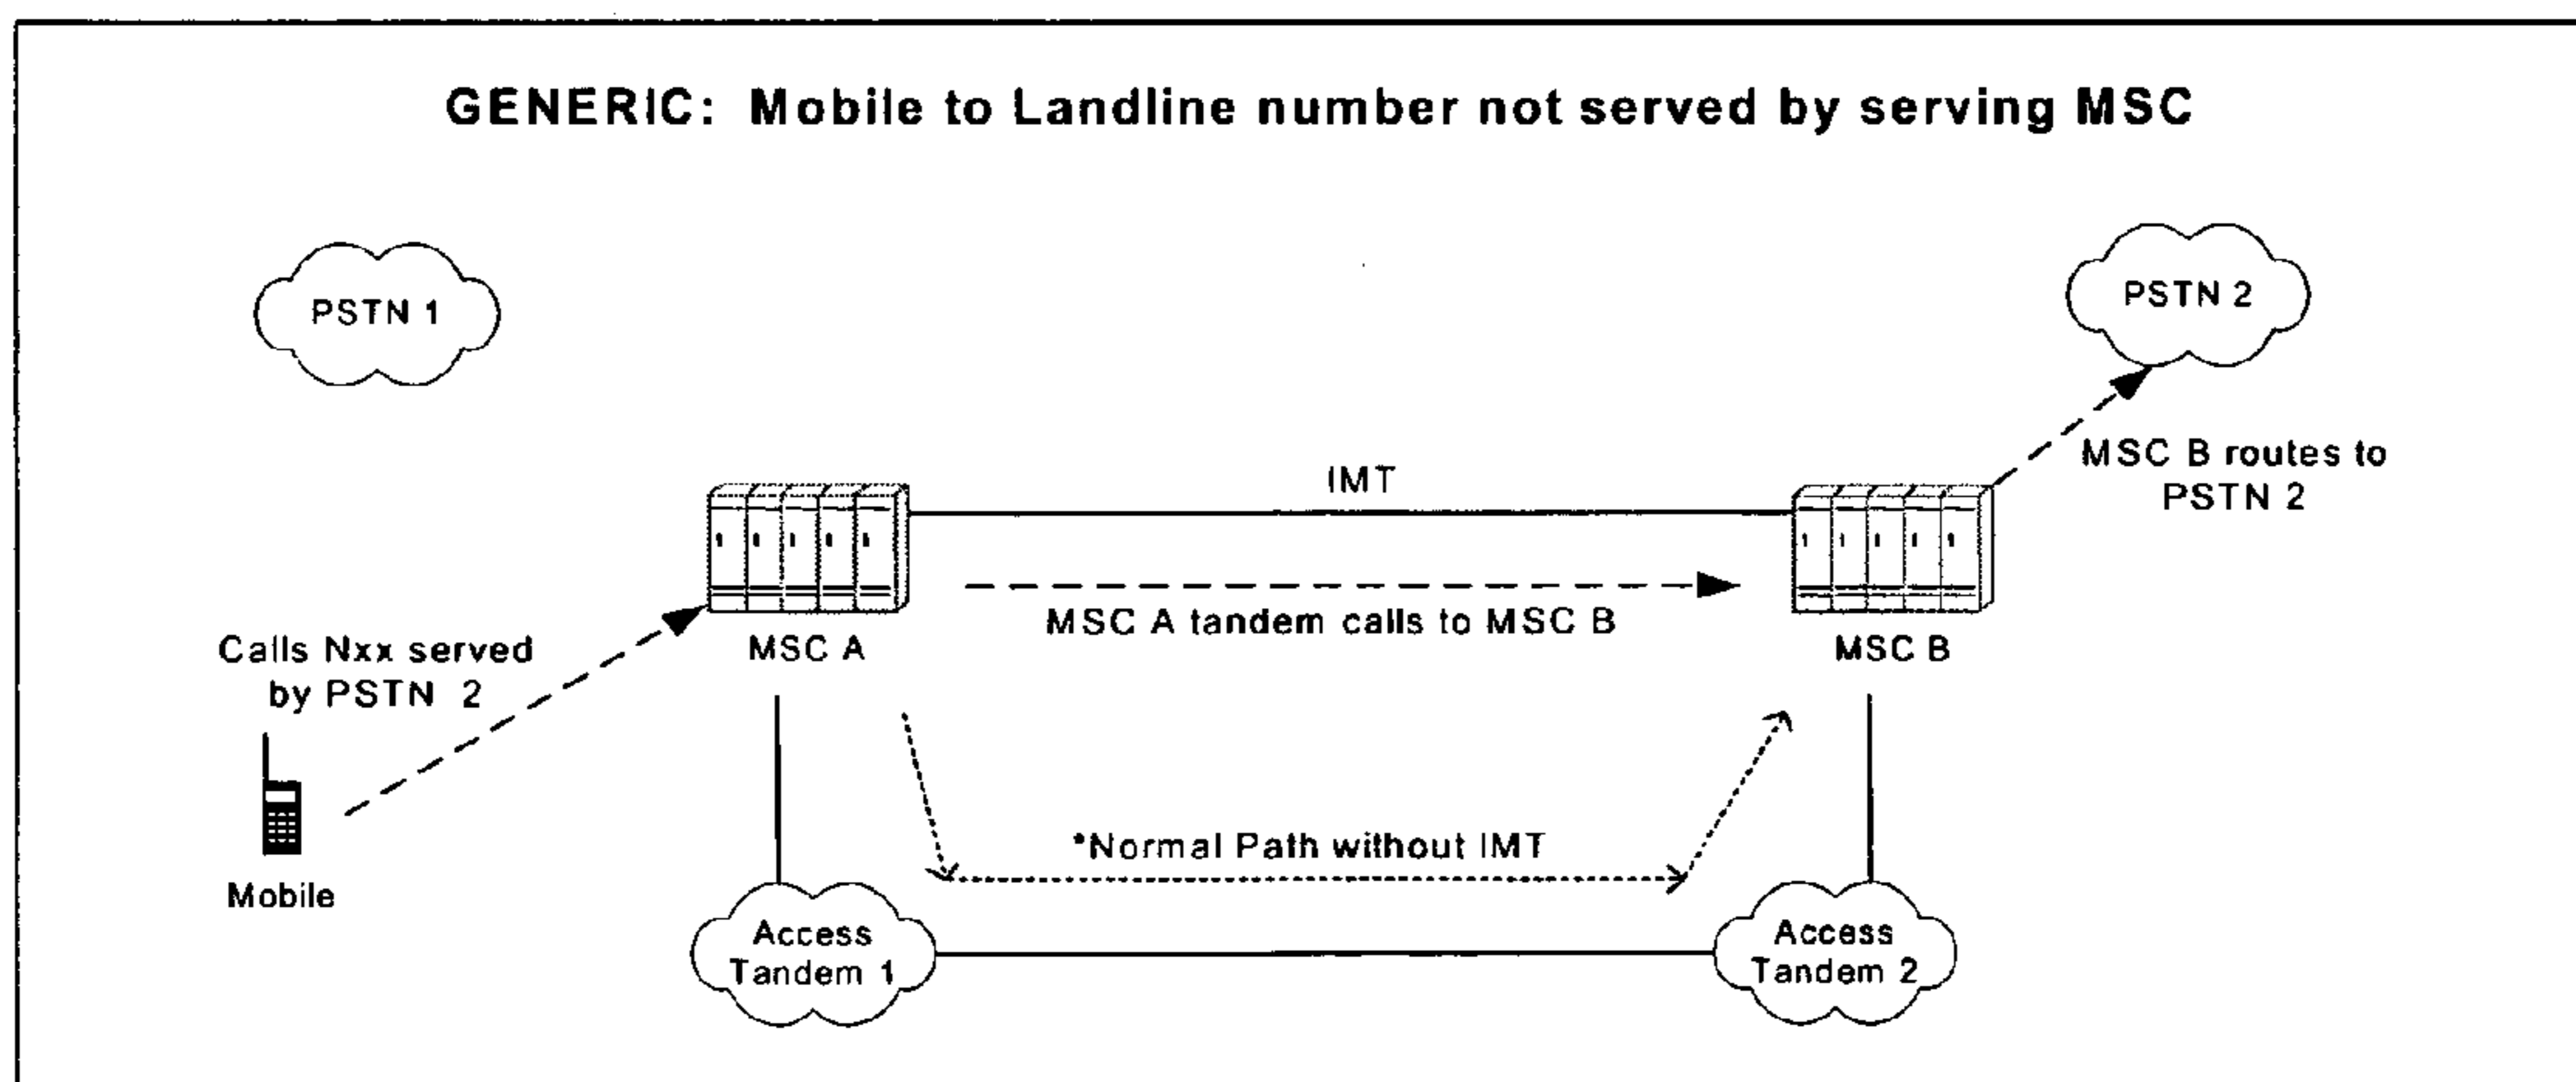 GENERIC: Mobile to Landline number not served by serving MSC
PSTN 1
PSTN 2
IMT
MSC B routes to
PSTN 2
MSC A tandem calls to MSC B
MSC A
MSC B
Calls Nxx served
by PSTN 2
*Normal Path without IMT
Mobile
Access
Tandem 1
Access
Tandem 2